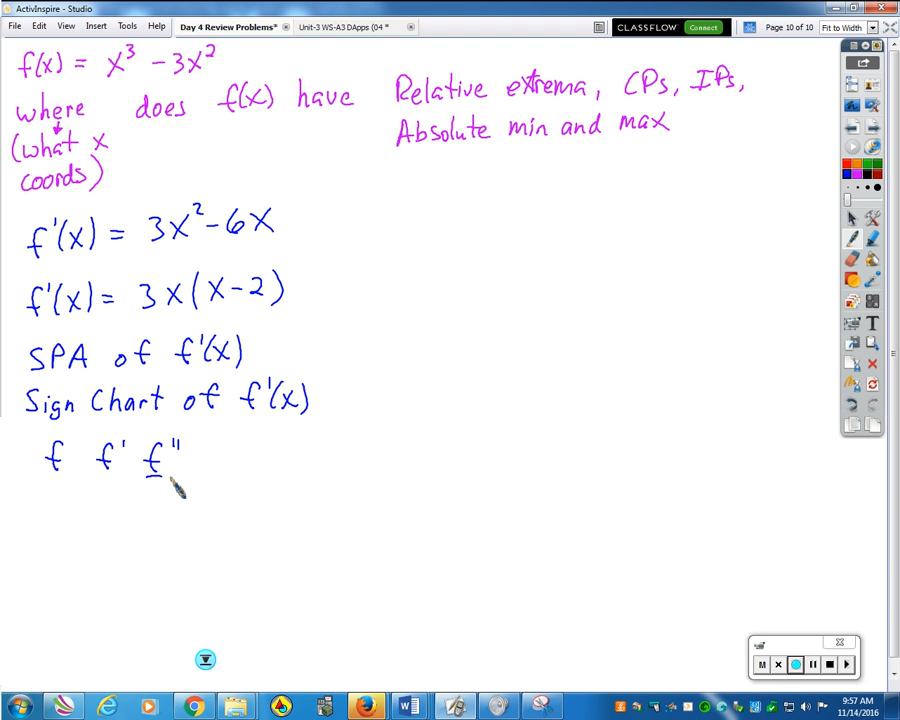 ActivInspire - Studio
File Edit View Insert Tools Help
Day 4 Review Problems*
Unit-3 WS-A3 DApps (04 *
CLASSFLOW Connect
Page 10 of 10
Fit to Width
f(x) = x³ - 3x²
where does f(x) have Relative extrema, CPs, IPs,
(what x coords)
Absolute min and max
f'(x) = 3x² - 6x
f'(x) = 3x(x-2)
SPA of f'(x)
Sign Chart of f'(x)
f f' f''
9:57 AM
11/14/2016